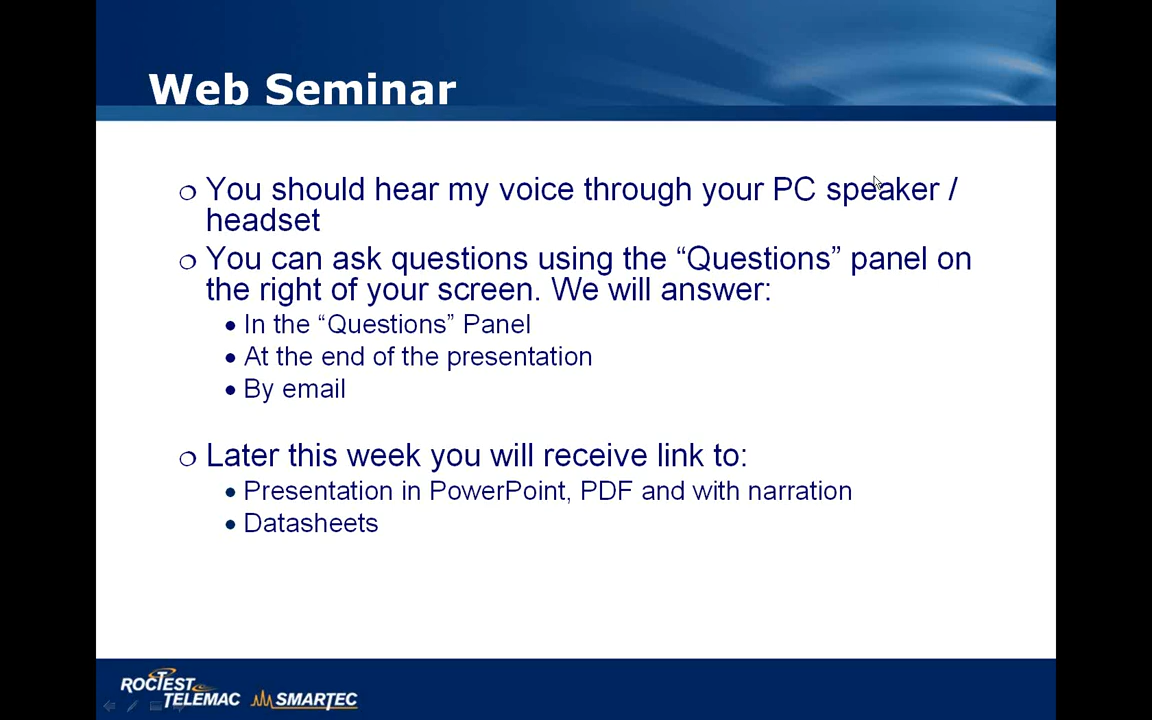 Web Seminar
You should hear my voice through your PC speaker /
headset
You can ask questions using the “Questions” panel on
the right of your screen. We will answer:
In the “Questions” Panel
At the end of the presentation
By email
Later this week you will receive link to:
Presentation in PowerPoint, PDF and with narration
Datasheets
ROCTEST
TELEMAC
SMARTEC